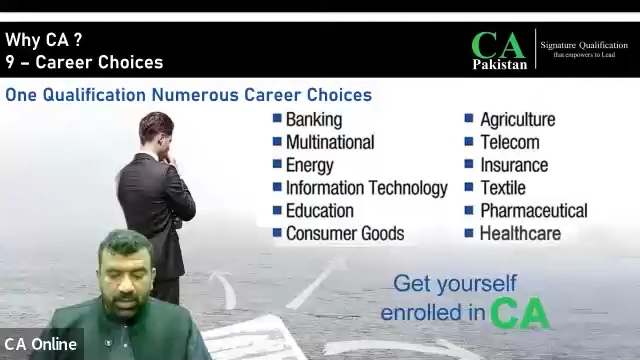 Why CA ?
9 – Career Choices
CA
Pakistan
Signature Qualification
that empowers to Lead
One Qualification Numerous Career Choices
Banking
Multinational
Energy
Information Technology
Education
Consumer Goods
Agriculture
Telecom
Insurance
Textile
Pharmaceutical
Healthcare
Get yourself
enrolled in CA
CA Online